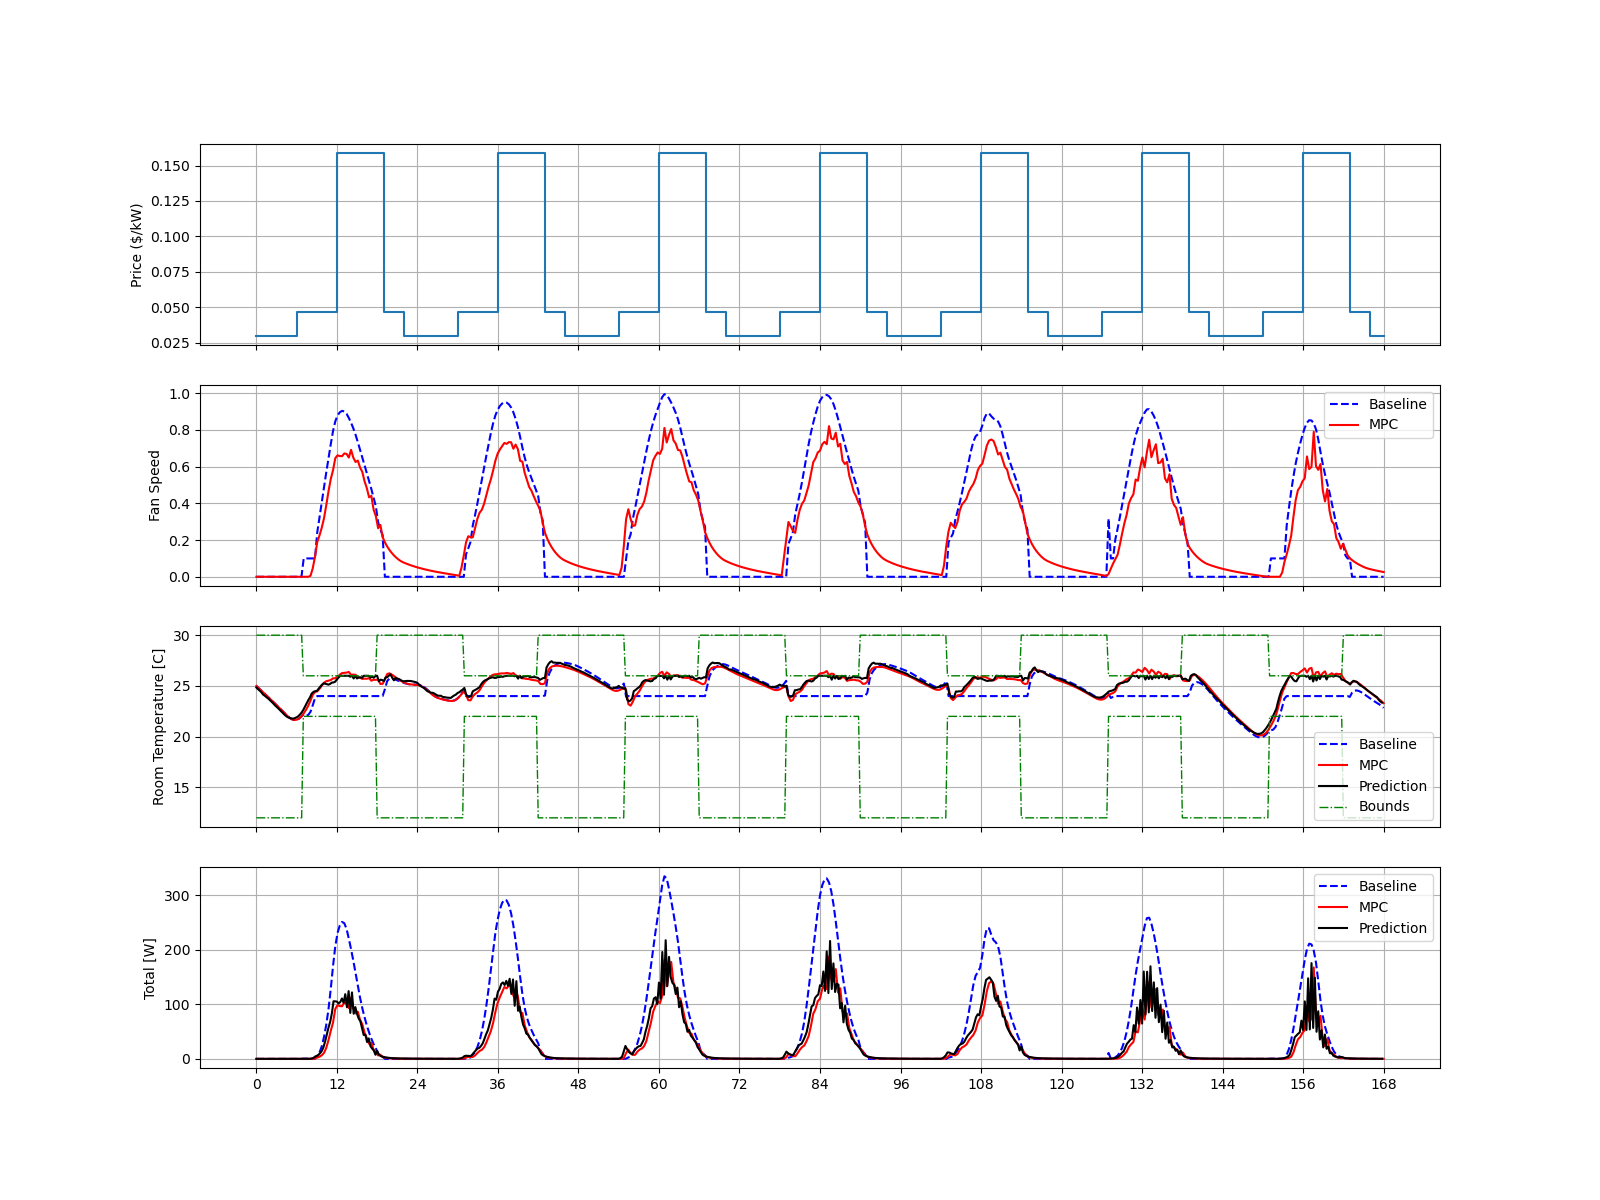 0.150
0.125
0.100
0.075
0.050
0.025
Price ($/kW)
1.0
0.8
0.6
0.4
0.2
0.0
Fan Speed
Baseline
MPC
30
25
20
15
Room Temperature [C]
Baseline
MPC
Prediction
Bounds
300
200
100
0
Total [W]
Baseline
MPC
Prediction
0 12 24 36 48 60 72 84 96 108 120 132 144 156 168